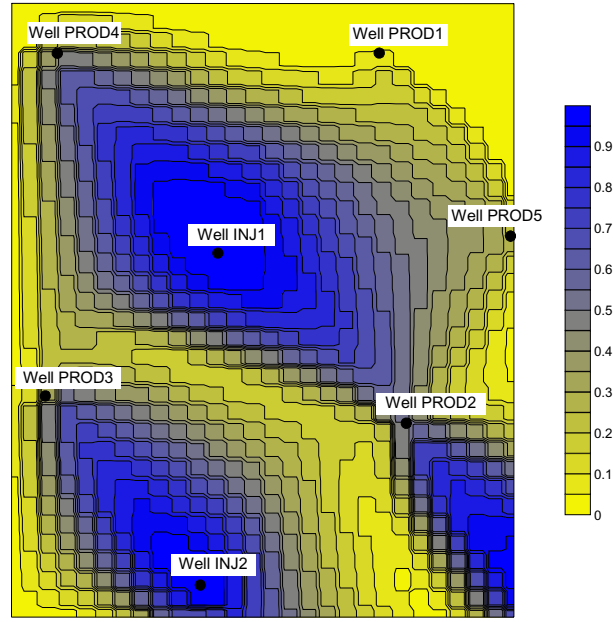 Well PROD4
Well PROD1
Well PROD5
Well INJ1
Well PROD3
Well PROD2
Well INJ2
0.9
0.8
0.7
0.6
0.5
0.4
0.3
0.2
0.1
0